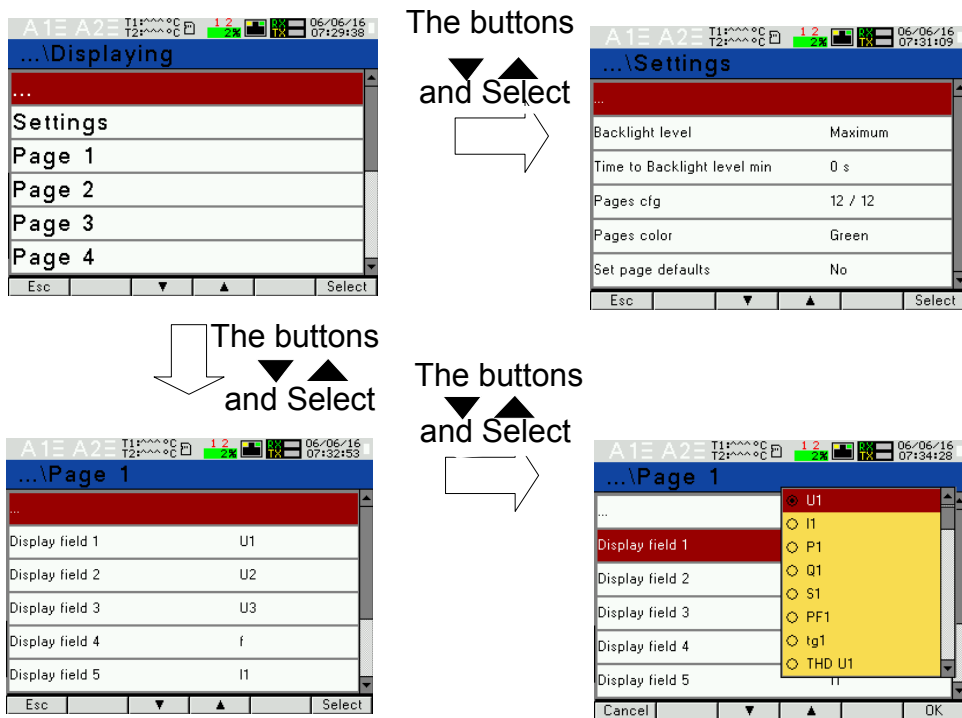 A1 A2 T1:^^^°C 1 2 RX 06/06/16
T2:^^^°C 2% TX 07:29:38
...\Displaying
...
Settings
Page 1
Page 2
Page 3
Page 4
Esc ▼ ▲ Select
The buttons
▼ ▲
and Select
A1 A2 T1:^^^°C 1 2 RX 06/06/16
T2:^^^°C 2% TX 07:31:09
...\Settings
...
Backlight level Maximum
Time to Backlight level min 0 s
Pages cfg 12 / 12
Pages color Green
Set page defaults No
Esc ▼ ▲ Select
The buttons
▼ ▲
and Select
A1 A2 T1:^^^°C 1 2 RX 06/06/16
T2:^^^°C 2% TX 07:32:53
...\Page 1
...
Display field 1 U1
Display field 2 U2
Display field 3 U3
Display field 4 f
Display field 5 I1
Esc ▼ ▲ Select
The buttons
▼ ▲
and Select
A1 A2 T1:^^^°C 1 2 RX 06/06/16
T2:^^^°C 2% TX 07:34:28
...\Page 1
...
Display field 1
Display field 2
Display field 3
Display field 4
Display field 5
U1
I1
P1
Q1
S1
PF1
tg1
THD U1
Cancel ▼ ▲ OK